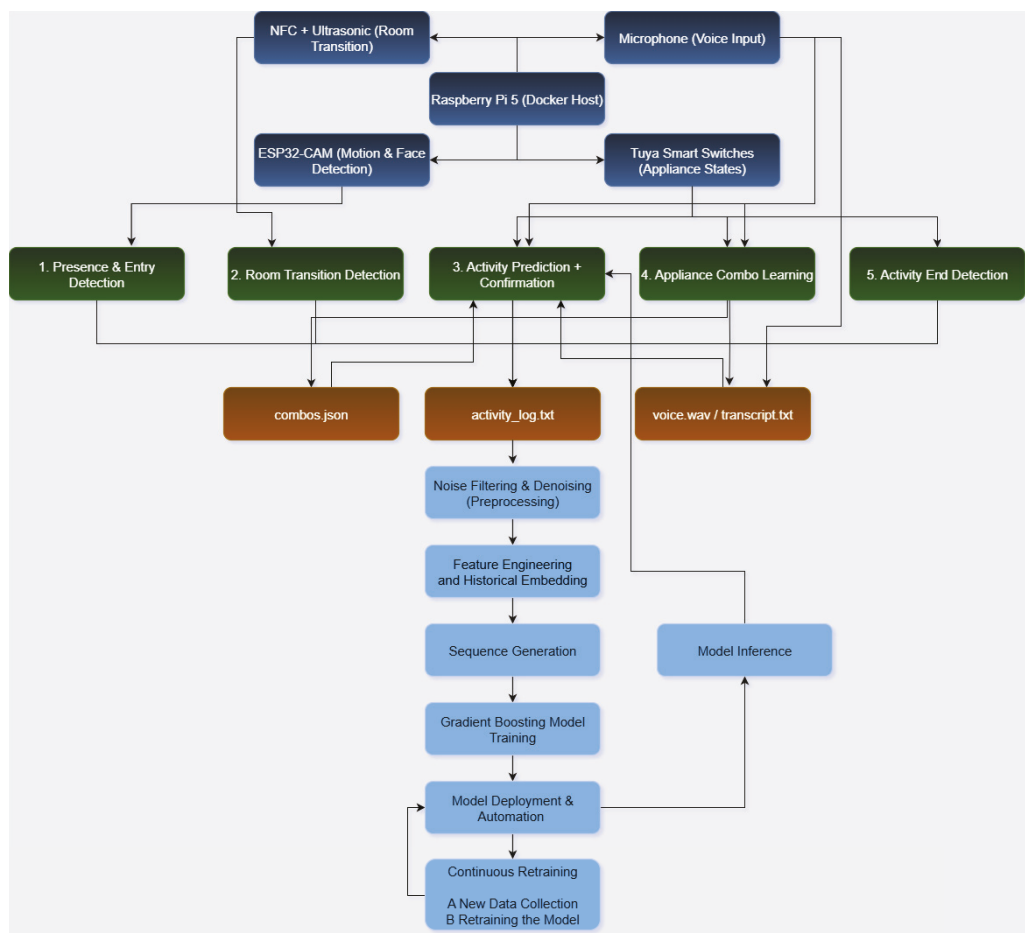 NFC + Ultrasonic (Room
Transition)
Microphone (Voice Input)
Raspberry Pi 5 (Docker Host)
ESP32-CAM (Motion & Face
Detection)
Tuya Smart Switches
(Appliance States)
1. Presence & Entry
Detection
2. Room Transition Detection
3. Activity Prediction +
Confirmation
4. Appliance Combo Learning
5. Activity End Detection
combos.json
activity_log.txt
voice.wav / transcript.txt
Noise Filtering & Denoising
(Preprocessing)
Feature Engineering
and Historical Embedding
Sequence Generation
Model Inference
Gradient Boosting Model
Training
Model Deployment &
Automation
Continuous Retraining
A New Data Collection
B Retraining the Model